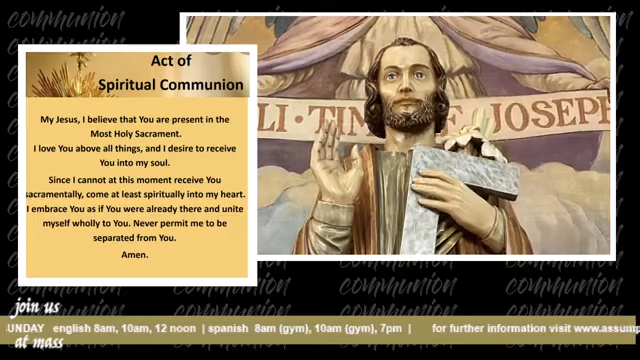 communion
Act of
Spiritual Communion
My Jesus, I believe that You are present in the
Most Holy Sacrament.
I love You above all things, and I desire to receive
You into my soul.
Since I cannot at this moment receive You
sacramentally, come at least spiritually into my heart.
I embrace You as if You were already there and unite
myself wholly to You. Never permit me to be
separated from You.
Amen.
LI · TIM E JOSEPH
join us
at mass
SUNDAY english 8am, 10am, 12 noon | spanish 8am (gym), 10am (gym), 7pm | for further information visit www.assump